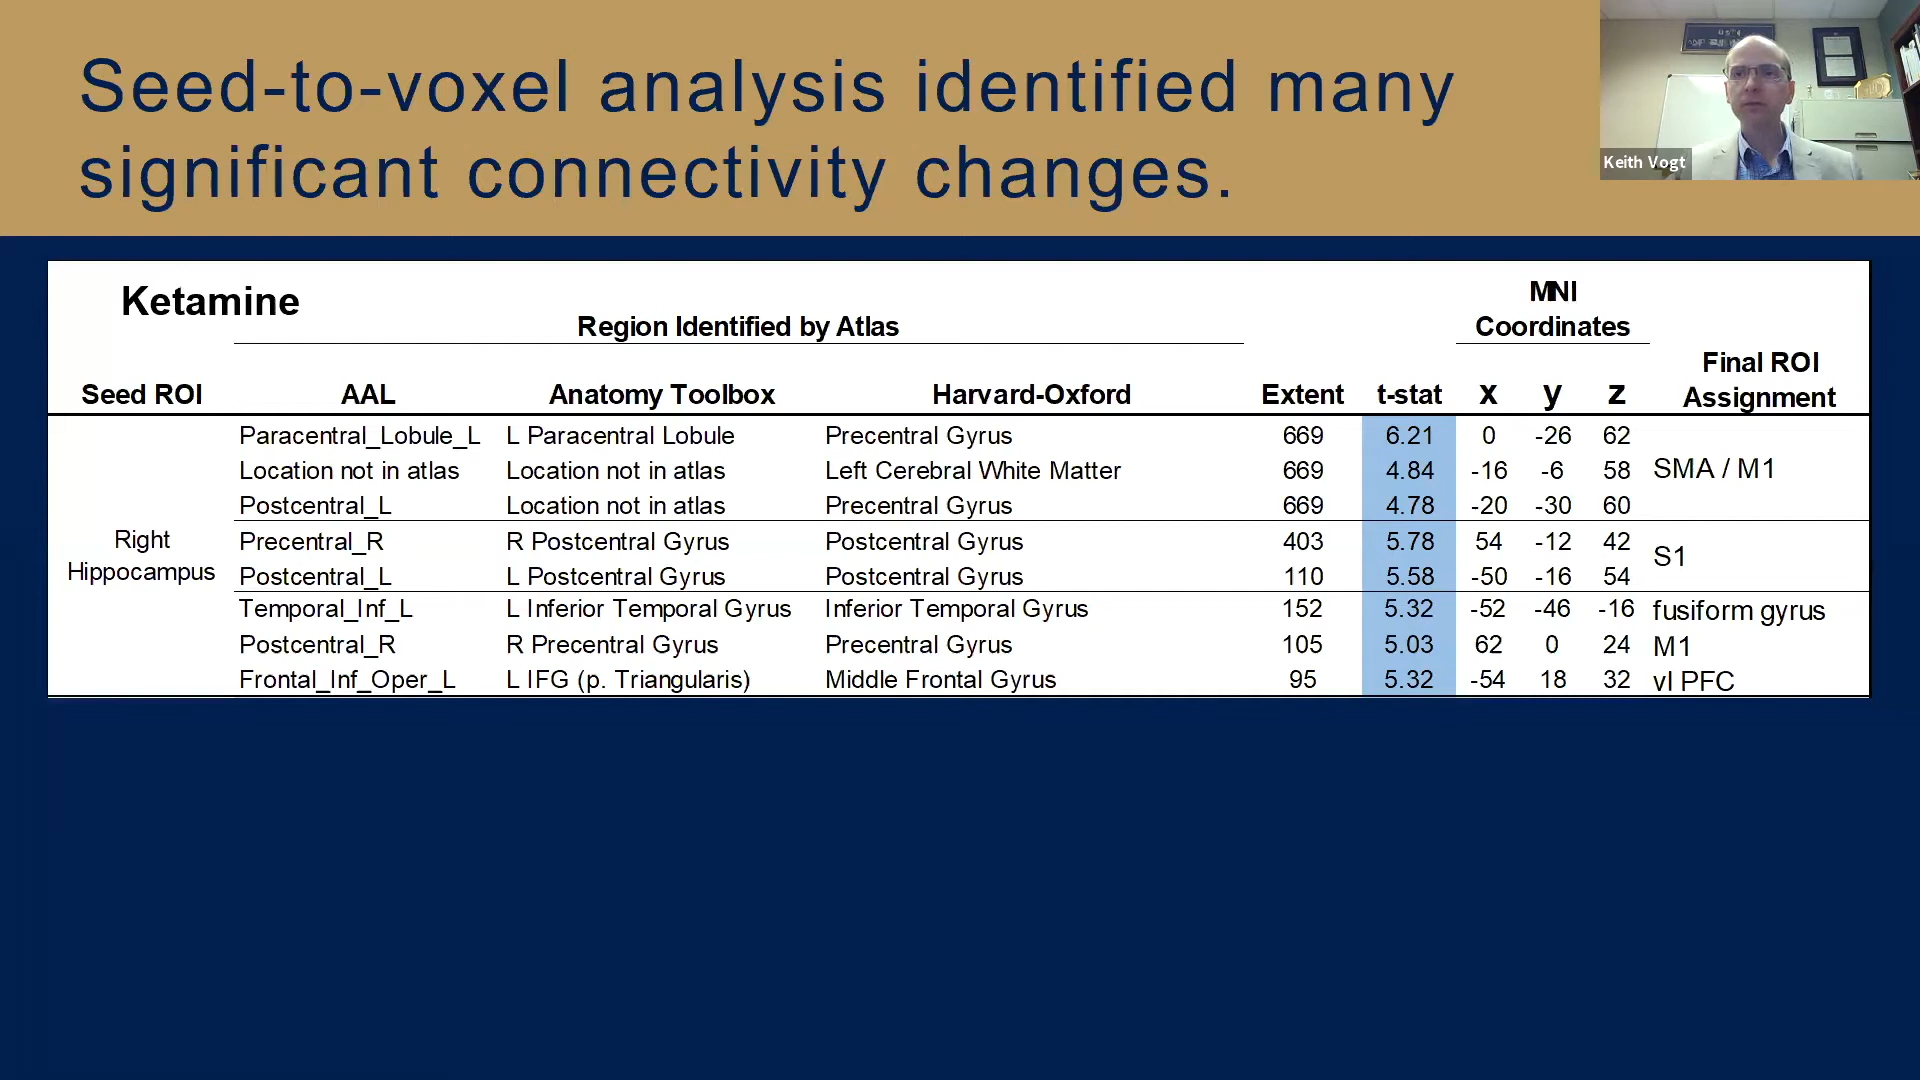 Seed-to-voxel analysis identified many
significant connectivity changes.
Keith Vogt
Ketamine
Region Identified by Atlas
MNI
Coordinates
Seed ROI AAL Anatomy Toolbox Harvard-Oxford Extent t-stat x y z Final ROI
Assignment
Right
Hippocampus
Paracentral_Lobule_L L Paracentral Lobule Precentral Gyrus 669 6.21 0 -26 62
Location not in atlas Location not in atlas Left Cerebral White Matter 669 4.84 -16 -6 58 SMA / M1
Postcentral_L Location not in atlas Precentral Gyrus 669 4.78 -20 -30 60
Precentral_R R Postcentral Gyrus Postcentral Gyrus 403 5.78 54 -12 42 S1
Postcentral_L L Postcentral Gyrus Postcentral Gyrus 110 5.58 -50 -16 54
Temporal_Inf_L L Inferior Temporal Gyrus Inferior Temporal Gyrus 152 5.32 -52 -46 -16 fusiform gyrus
Postcentral_R R Precentral Gyrus Precentral Gyrus 105 5.03 62 0 24 M1
Frontal_Inf_Oper_L L IFG (p. Triangularis) Middle Frontal Gyrus 95 5.32 -54 18 32 vl PFC